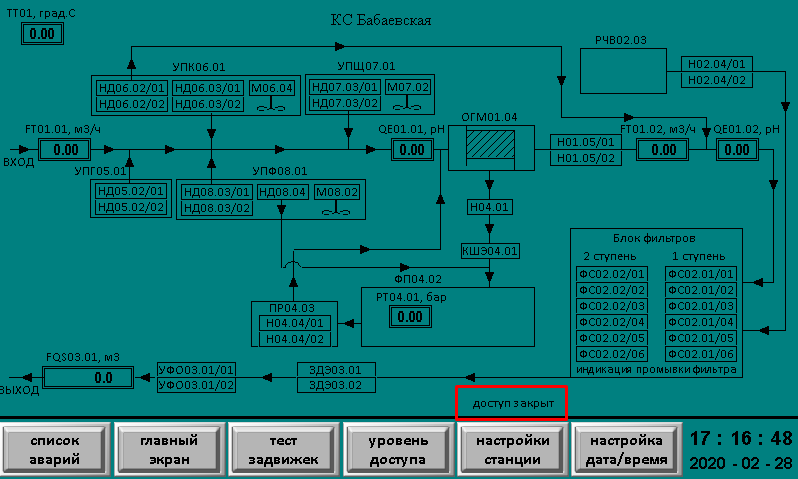 ТТ01, град.С
0.00
КС Бабаевская
РЧВ02.03
Н02.04/01
Н02.04/02
УПК06.01
НД06.02/01
НД06.02/02
НД06.03/01
НД06.03/02
М06.04
УПЩ07.01
НД07.03/01
НД07.03/02
М07.02
FT01.01, м3/ч
0.00
ВХОД
QE01.01, pH
0.00
ОГМ01.04
Н01.05/01
Н01.05/02
FT01.02, м3/ч
0.00
QE01.02, pH
0.00
УПГ05.01
НД05.02/01
НД05.02/02
УПФ08.01
НД08.03/01
НД08.03/02
НД08.04
М08.02
Н04.01
КШЭ04.01
ФП04.02
РТ04.01, бар
0.00
ПР04.03
Н04.04/01
Н04.04/02
Блок фильтров
2 ступень
1 ступень
ФС02.02/01
ФС02.01/01
ФС02.02/02
ФС02.01/02
ФС02.02/03
ФС02.01/03
ФС02.02/04
ФС02.01/04
ФС02.02/05
ФС02.01/05
ФС02.02/06
ФС02.01/06
индикация промывки фильтра
FQS03.01, м3
0.0
ВЫХОД
УФО03.01/01
УФО03.01/02
ЗДЭ03.01
ЗДЭ03.02
доступ закрыт
список
аварий
главный
экран
тест
задвижек
уровень
доступа
настройки
станции
настройка
дата/время
17 : 16 : 48
2020 - 02 - 28